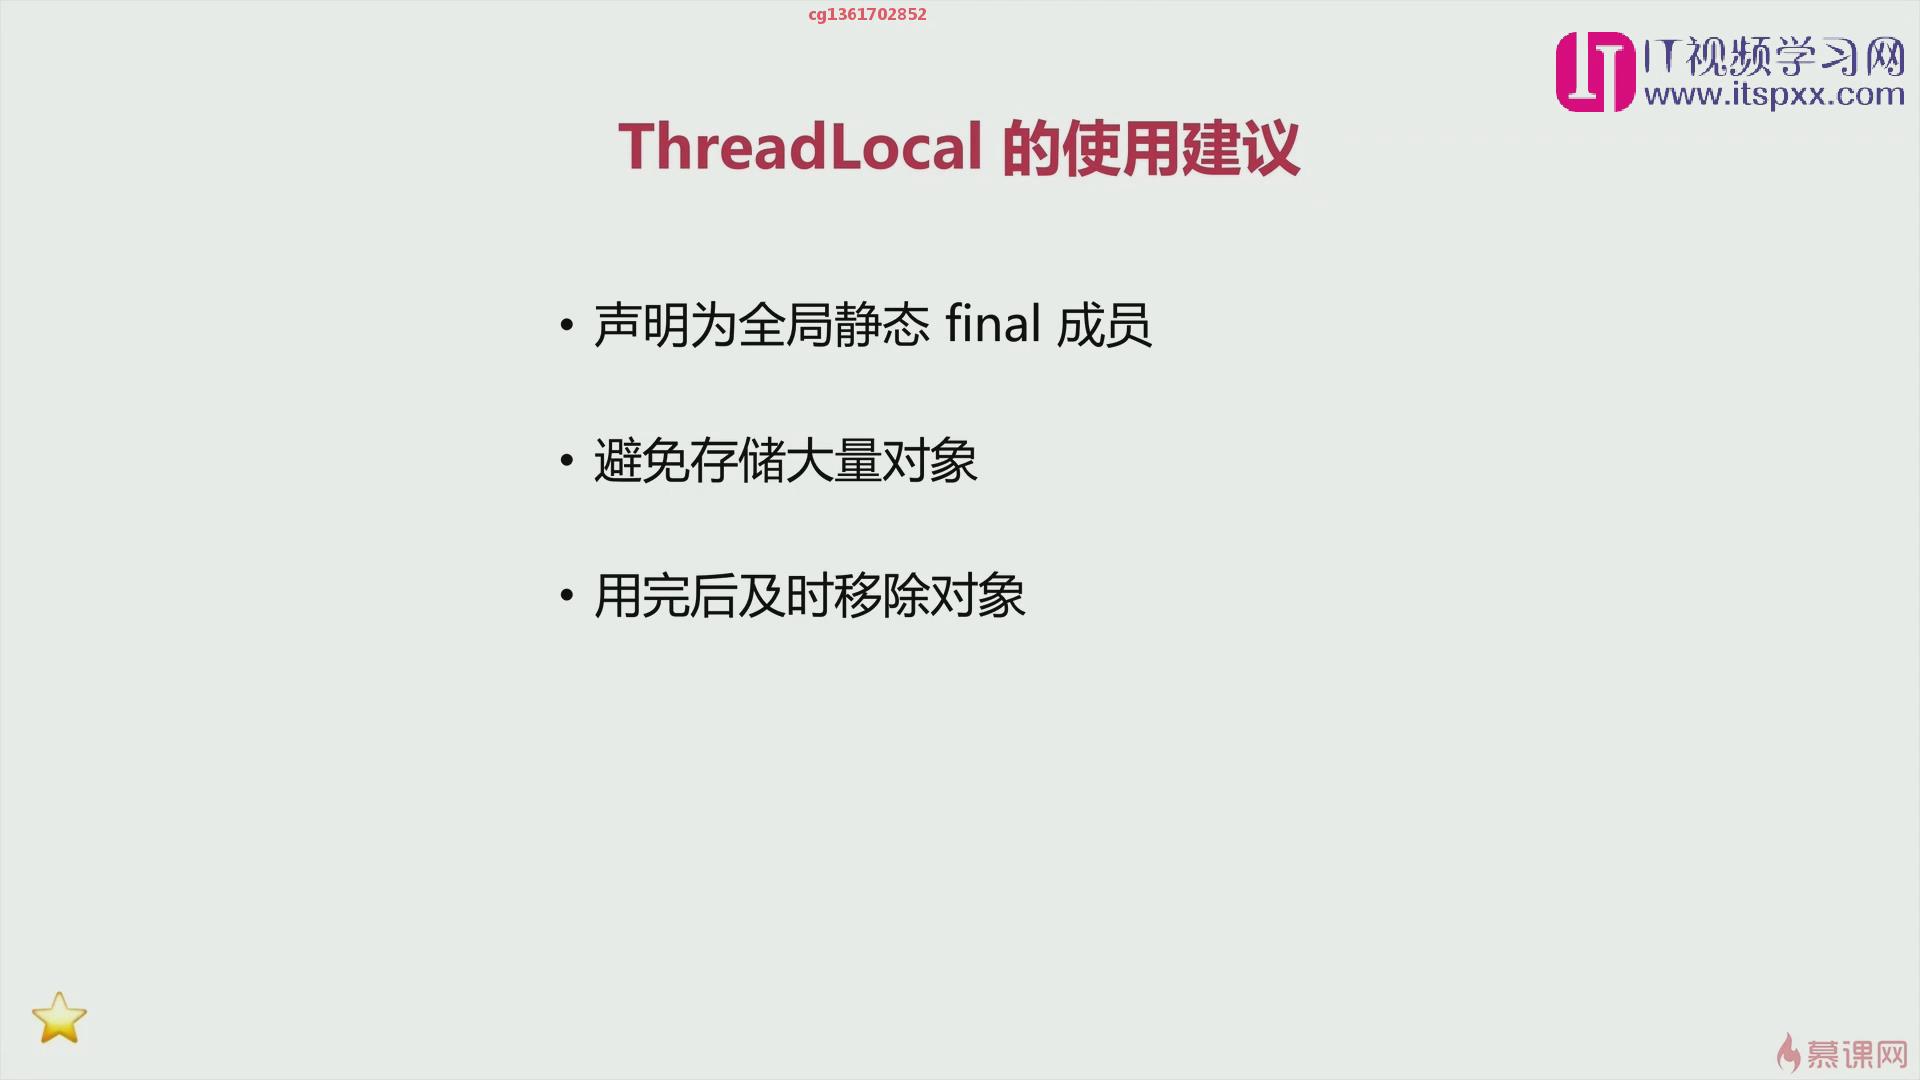 cg1361702852
IT视频学习网
www.itspxx.com
ThreadLocal 的使用建议
• 声明为全局静态 final 成员
• 避免存储大量对象
• 用完后及时移除对象
慕课网